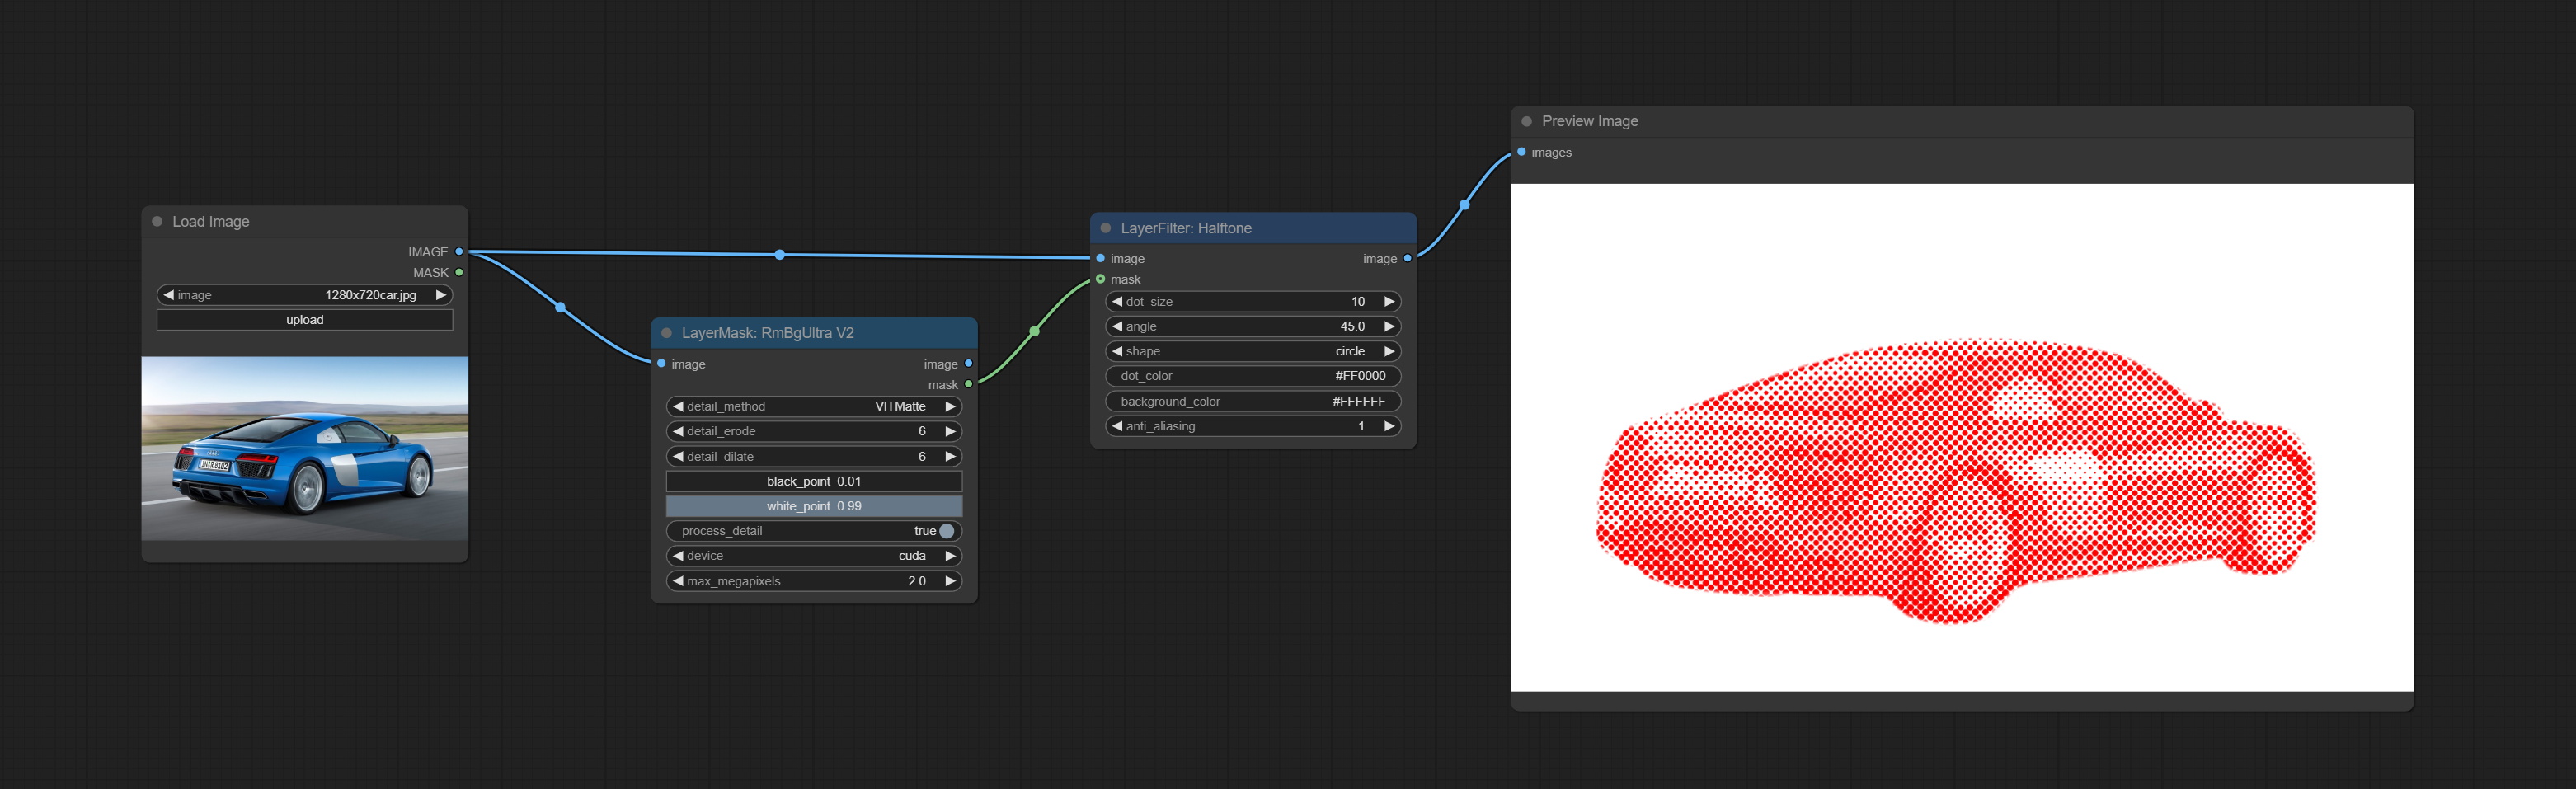 Load Image
IMAGE
MASK
image 1280x720car.jpg
upload
LayerMask: RmBgUltra V2
image image
mask
detail_method VITMatte
detail_erode 6
detail_dilate 6
black_point 0.01
white_point 0.99
process_detail true
device cuda
max_megapixels 2.0
LayerFilter: Halftone
image image
mask
dot_size 10
angle 45.0
shape circle
dot_color #FF0000
background_color #FFFFFF
anti_aliasing 1
Preview Image
images